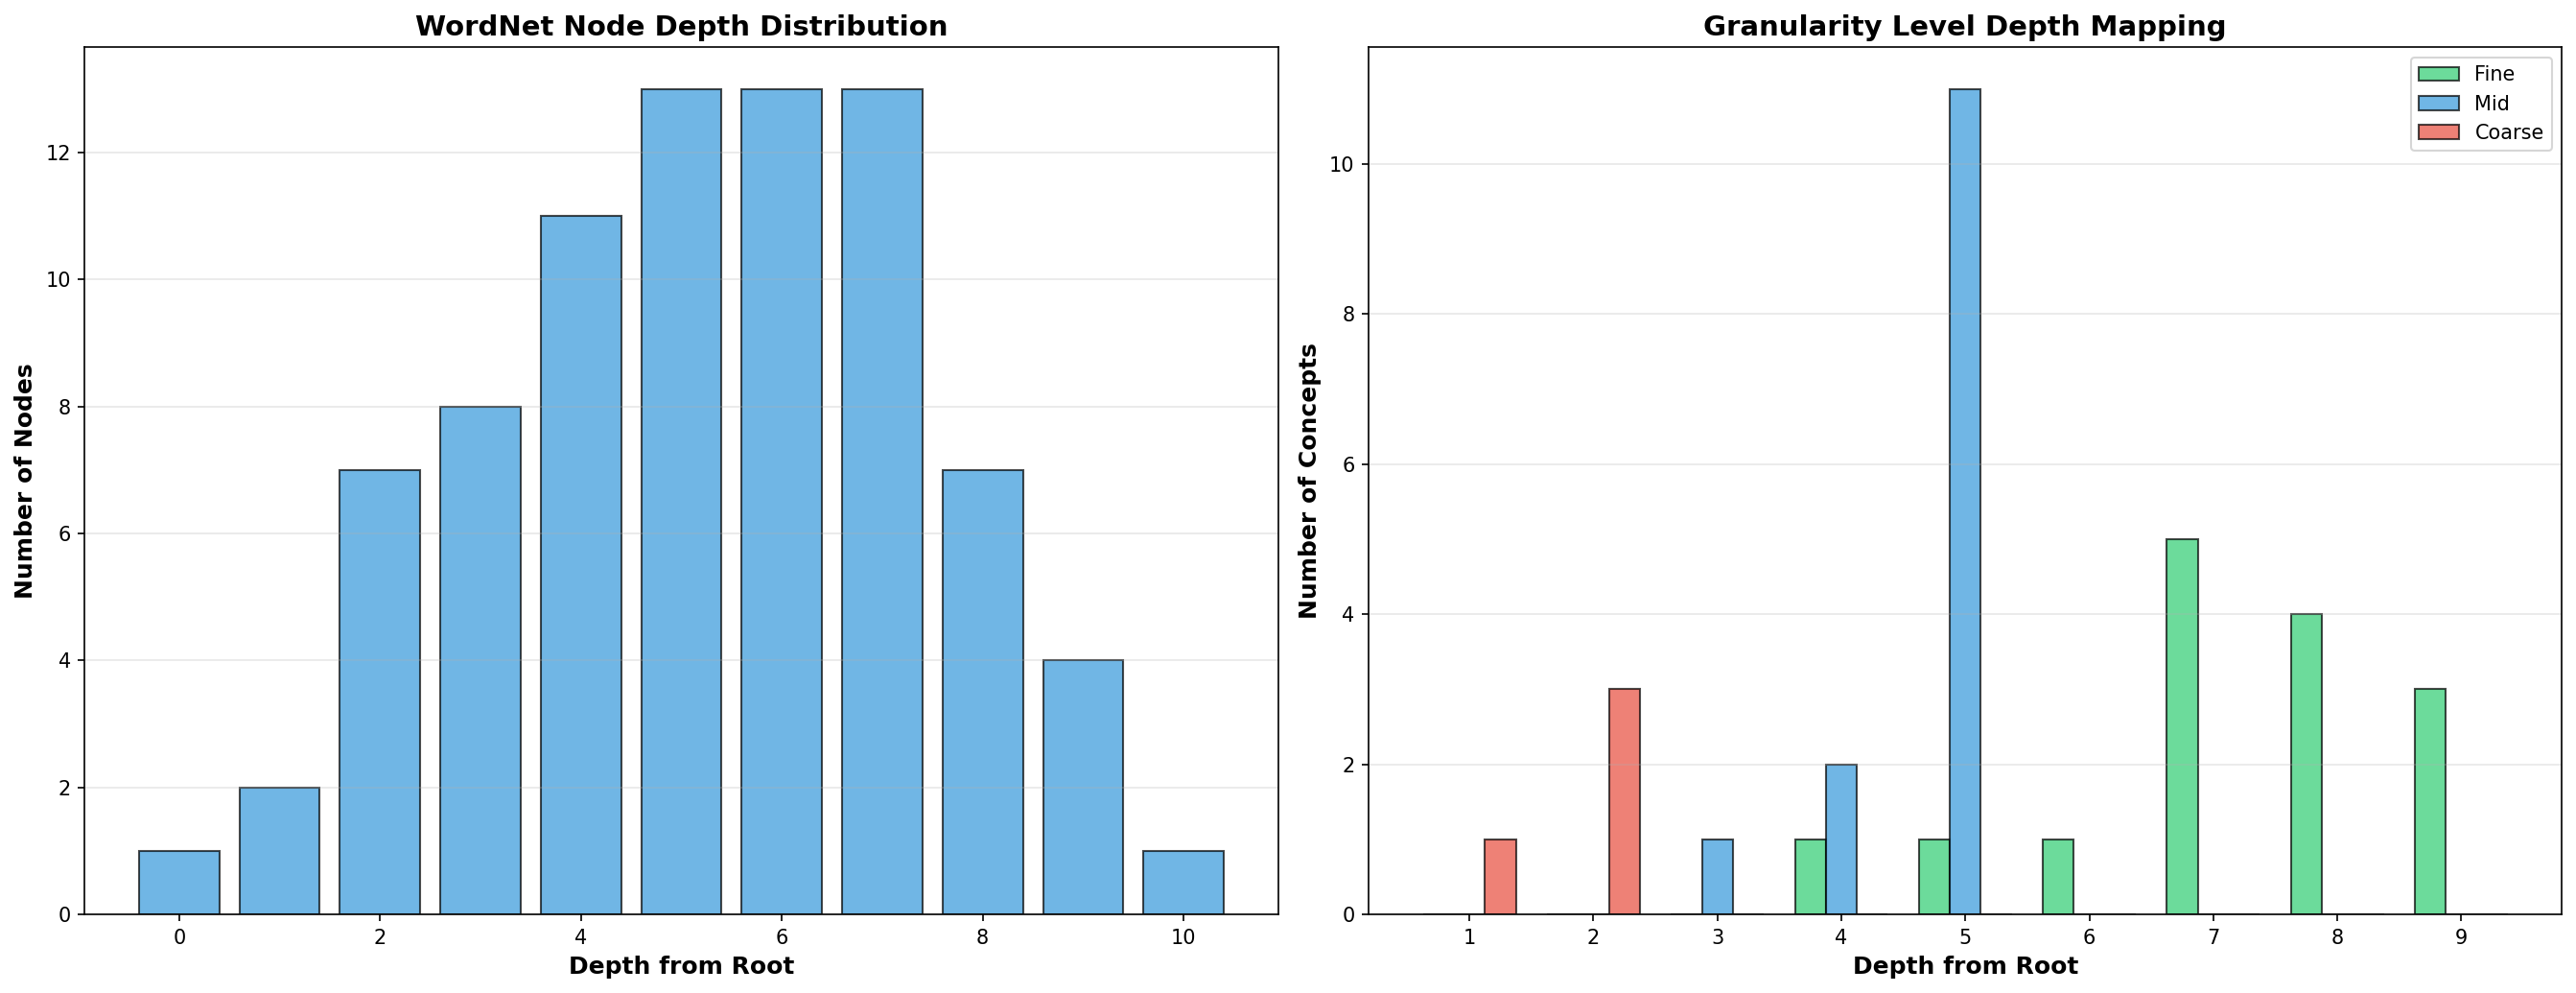 WordNet Node Depth Distribution
Number of Nodes
12
10
8
6
4
2
0
0 2 4 6 8 10
Depth from Root
Granularity Level Depth Mapping
Number of Concepts
10
8
6
4
2
0
1 2 3 4 5 6 7 8 9
Depth from Root
Fine
Mid
Coarse